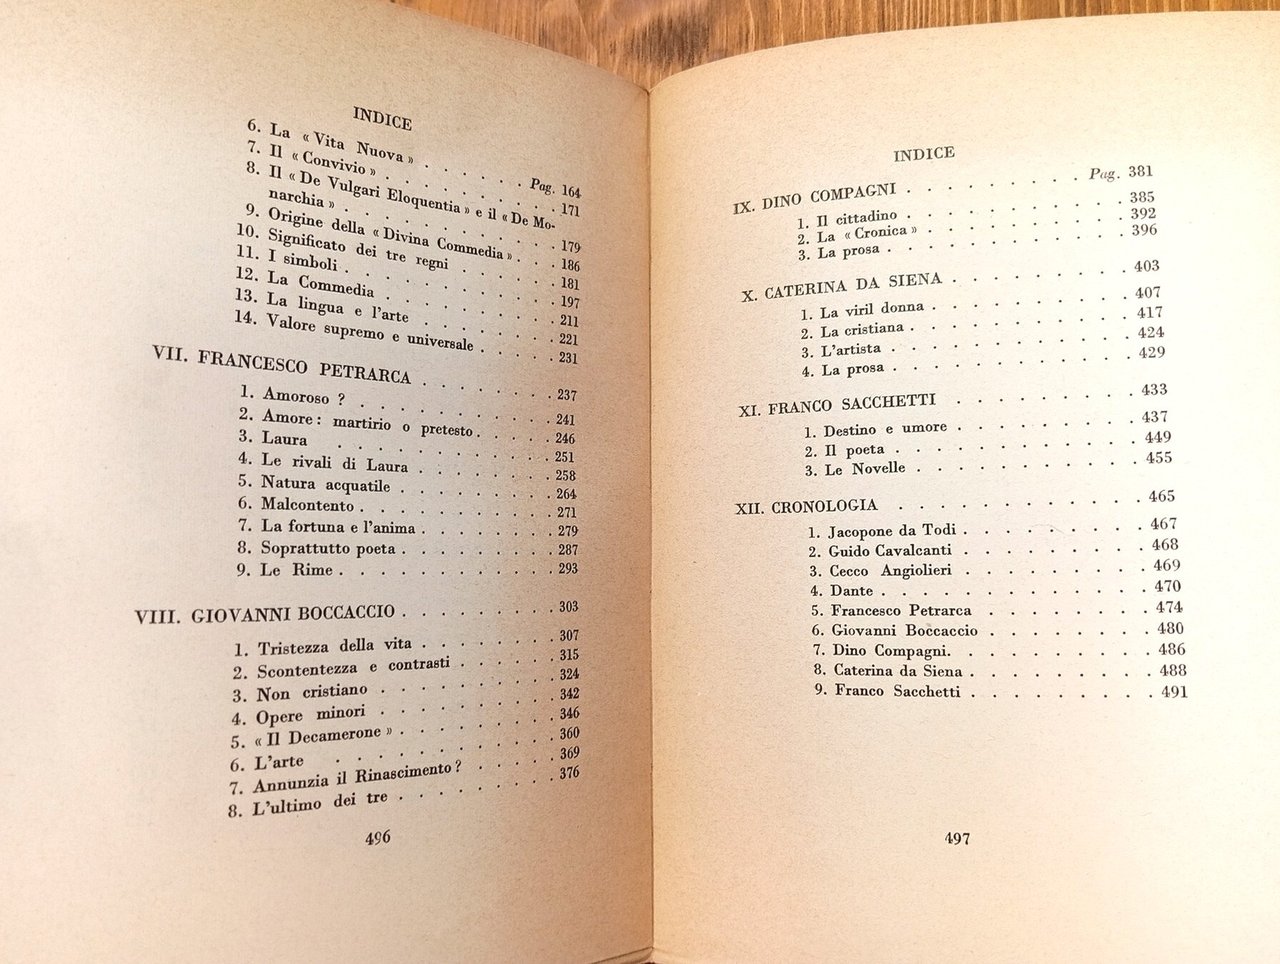 INDICE
6. La « Vita Nuova » . . . . . . Pag. 164
7. Il « Convivio » . . . . . . . . 171
8. Il « De Vulgari Eloquentia » e il « De Mo-
narchia » . . . . . . . . . . 179
9. Origine della « Divina Commedia » . . . 186
10. Significato dei tre regni . . . . . . 181
11. I simboli . . . . . . . . . . 197
12. La Commedia . . . . . . . . . 211
13. La lingua e l'arte . . . . . . . 221
14. Valore supremo e universale . . . . . 231
VII. FRANCESCO PETRARCA . . . . . . . 237
1. Amoroso ? . . . . . . . . . 241
2. Amore : martirio o pretesto . . . . 246
3. Laura . . . . . . . . . . 251
4. Le rivali di Laura . . . . . . . 258
5. Natura acquatile . . . . . . . . 264
6. Malcontento . . . . . . . . . 271
7. La fortuna e l'anima . . . . . . . 279
8. Soprattutto poeta . . . . . . . . 287
9. Le Rime . . . . . . . . . . 293
VIII. GIOVANNI BOCCACCIO . . . . . . . . 303
1. Tristezza della vita . . . . . . . 307
2. Scontentezza e contrasti . . . . . 315
3. Non cristiano . . . . . . . . . 324
4. Opere minori . . . . . . . . . 342
5. « Il Decamerone » . . . . . . . . 346
6. L'arte . . . . . . . . . . 360
7. Annunzia il Rinascimento ? . . . . . 369
8. L'ultimo dei tre . . . . . . . . 376
496
INDICE
IX. DINO COMPAGNI . . . . . . . . Pag. 381
1. Il cittadino . . . . . . . . . . 385
2. La « Cronica » . . . . . . . . . 392
3. La prosa . . . . . . . . . . . 396
X. CATERINA DA SIENA . . . . . . . . 403
1. La viril donna . . . . . . . . . 407
2. La cristiana . . . . . . . . . . 417
3. L'artista . . . . . . . . . . . 424
4. La prosa . . . . . . . . . . . 429
XI. FRANCO SACCHETTI . . . . . . . . . 433
1. Destino e umore . . . . . . . . . 437
2. Il poeta . . . . . . . . . . . 449
3. Le Novelle . . . . . . . . . . 455
XII. CRONOLOGIA . . . . . . . . . . . 465
1. Jacopone da Todi . . . . . . . . . 467
2. Guido Cavalcanti . . . . . . . . . 468
3. Cecco Angiolieri . . . . . . . . . 469
4. Dante . . . . . . . . . . . . 470
5. Francesco Petrarca . . . . . . . . 474
6. Giovanni Boccaccio . . . . . . . . 480
7. Dino Compagni. . . . . . . . . . 486
8. Caterina da Siena . . . . . . . . . 488
9. Franco Sacchetti . . . . . . . . . 491
497